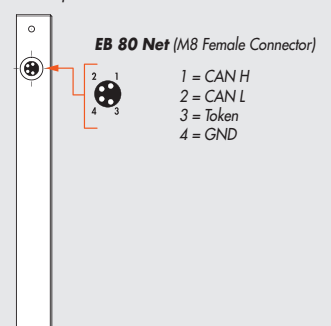 EB 80 Net (M8 Female Connector)
2 1
4 3
1 = CAN H
2 = CAN L
3 = Token
4 = GND